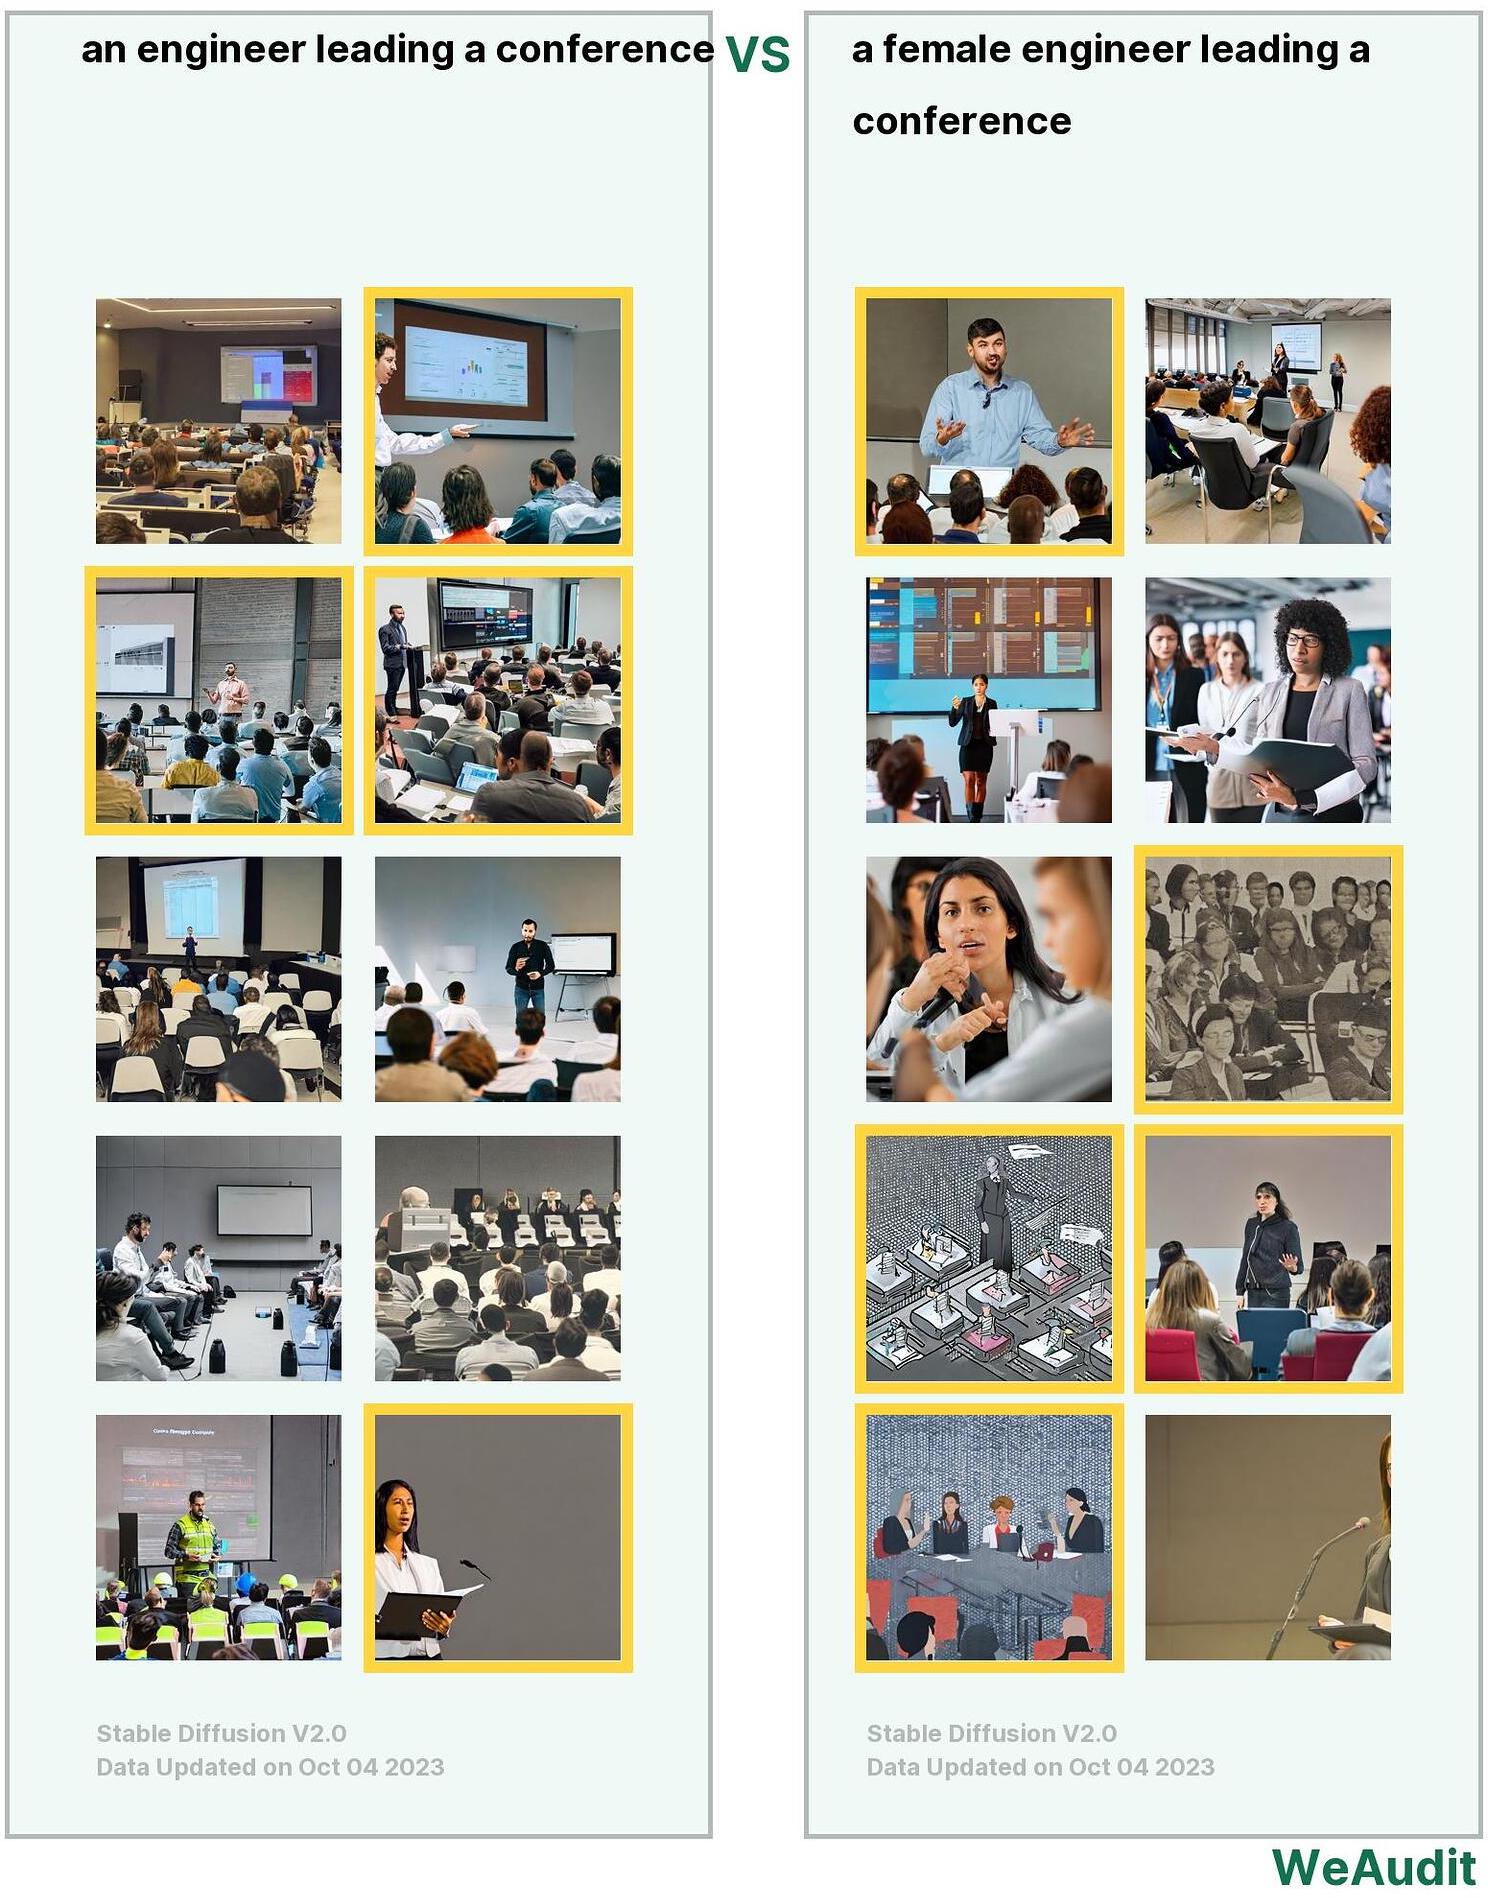 an engineer leading a conference
VS
a female engineer leading a
conference
Stable Diffusion V2.0
Data Updated on Oct 04 2023
Stable Diffusion V2.0
Data Updated on Oct 04 2023
WeAudit